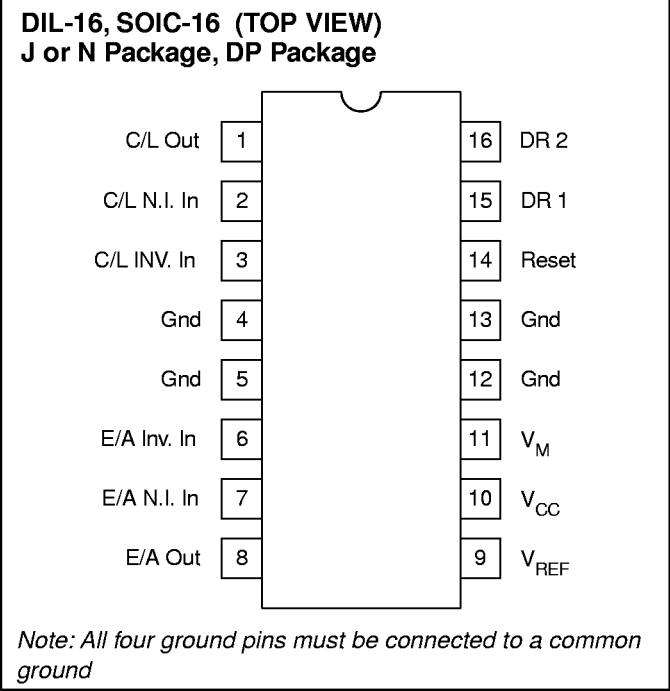 DIL-16, SOIC-16 (TOP VIEW)
J or N Package, DP Package
C/L Out 1 16 DR 2
C/L N.I. In 2 15 DR 1
C/L INV. In 3 14 Reset
Gnd 4 13 Gnd
Gnd 5 12 Gnd
E/A Inv. In 6 11 VM
E/A N.I. In 7 10 VCC
E/A Out 8 9 VREF
Note: All four ground pins must be connected to a common
ground